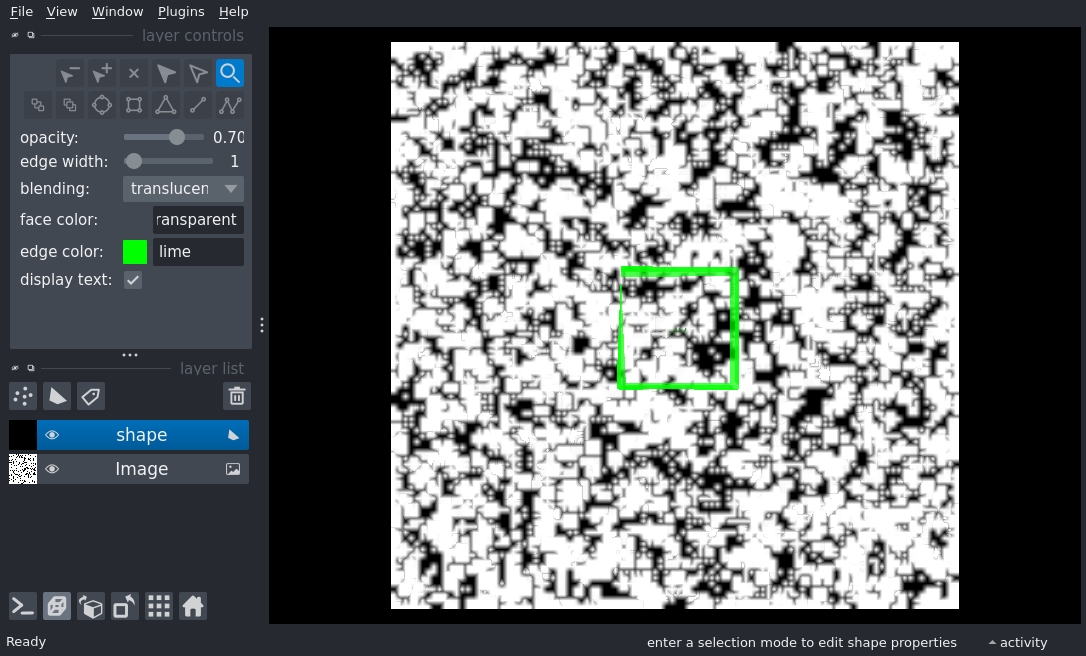 File View Window Plugins Help
layer controls
opacity: 0.70
edge width: 1
blending: translucen
face color: ransparent
edge color: lime
display text:
layer list
shape
Image
Ready enter a selection mode to edit shape properties activity